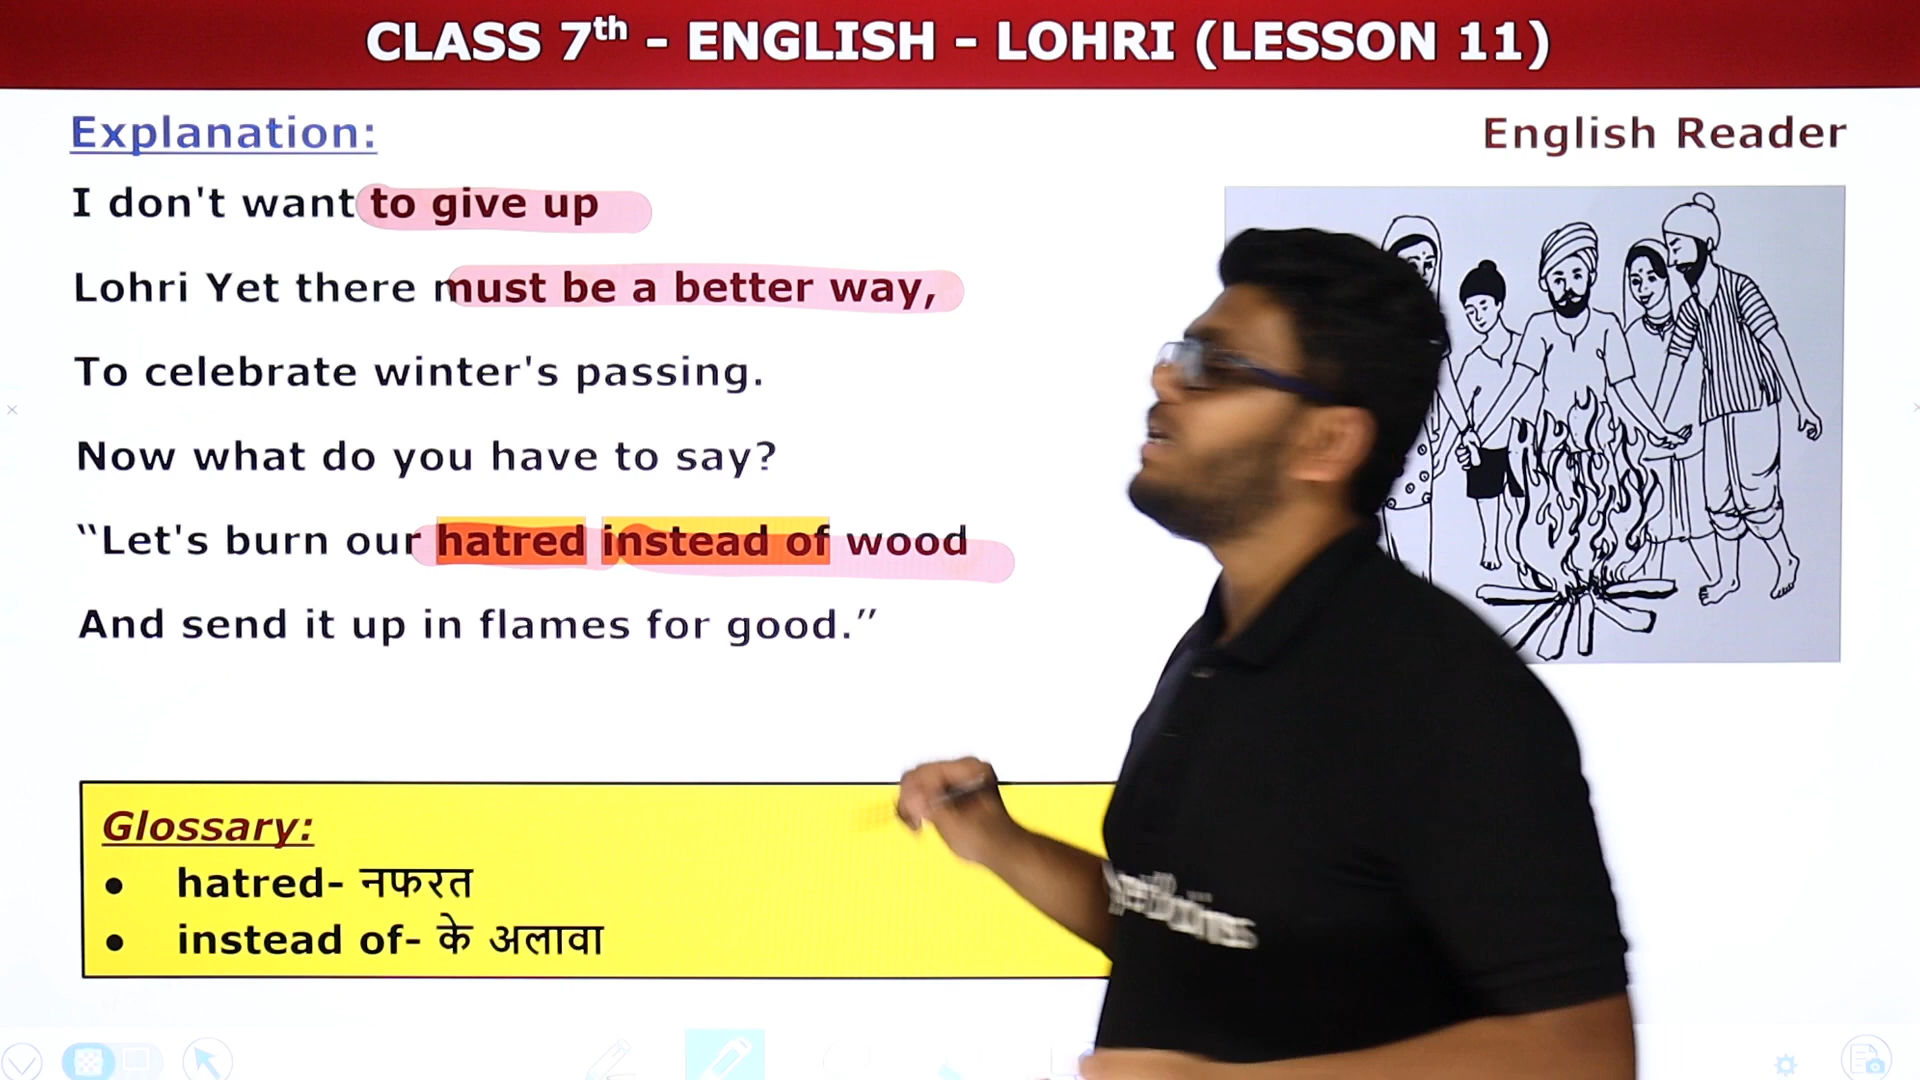 CLASS 7th - ENGLISH - LOHRI (LESSON 11)
Explanation:
English Reader
I don't want to give up
Lohri Yet there must be a better way,
To celebrate winter's passing.
Now what do you have to say?
“Let's burn our hatred instead of wood
And send it up in flames for good.”
Glossary:
• hatred- नफरत
• instead of- के अलावा